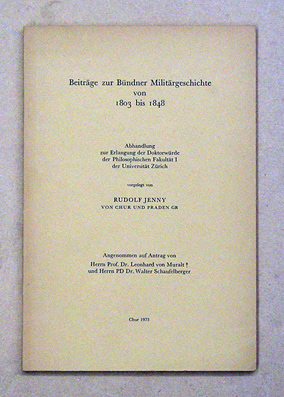 Beiträge zur Bündner Militärgeschichte
von
1803 bis 1848
Abhandlung
zur Erlangung der Doktorwürde
der Philosophischen Fakultät I
der Universität Zürich
vorgelegt von
RUDOLF JENNY
VON CHUR UND PRADEN GR
Angenommen auf Antrag von
Herrn Prof. Dr. Leonhard von Muralt †
und Herrn PD Dr. Walter Schaufelberger
Chur 1973